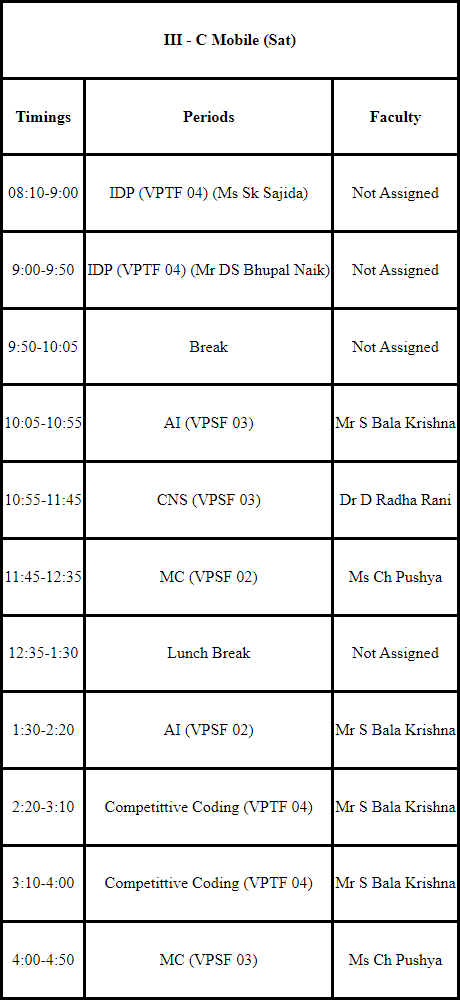 III - C Mobile (Sat)
Timings Periods Faculty
08:10-9:00 IDP (VPTF 04) (Ms Sk Sajida) Not Assigned
9:00-9:50 IDP (VPTF 04) (Mr DS Bhupal Naik) Not Assigned
9:50-10:05 Break Not Assigned
10:05-10:55 AI (VPSF 03) Mr S Bala Krishna
10:55-11:45 CNS (VPSF 03) Dr D Radha Rani
11:45-12:35 MC (VPSF 02) Ms Ch Pushya
12:35-1:30 Lunch Break Not Assigned
1:30-2:20 AI (VPSF 02) Mr S Bala Krishna
2:20-3:10 Competittive Coding (VPTF 04) Mr S Bala Krishna
3:10-4:00 Competittive Coding (VPTF 04) Mr S Bala Krishna
4:00-4:50 MC (VPSF 03) Ms Ch Pushya